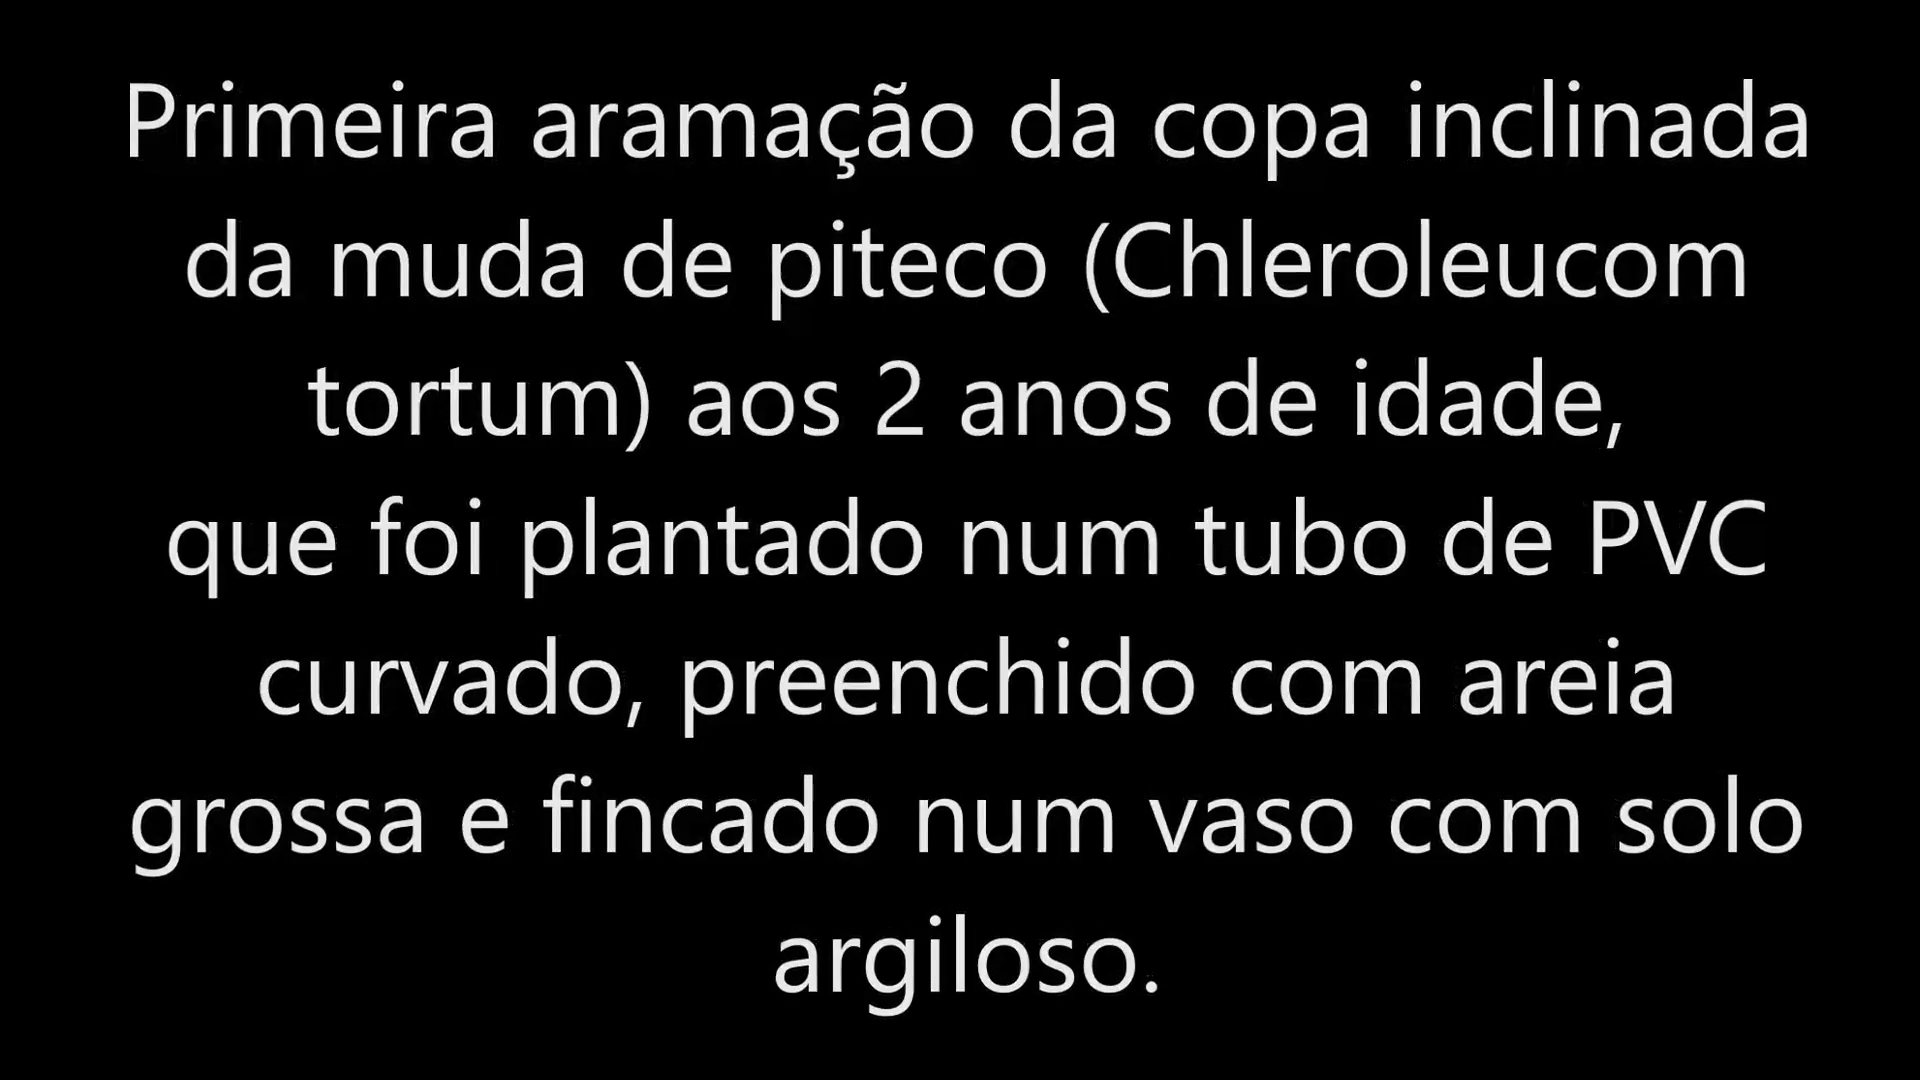 Primeira aramação da copa inclinada
da muda de piteco (Chleroleucom
tortum) aos 2 anos de idade,
que foi plantado num tubo de PVC
curvado, preenchido com areia
grossa e fincado num vaso com solo
argiloso.